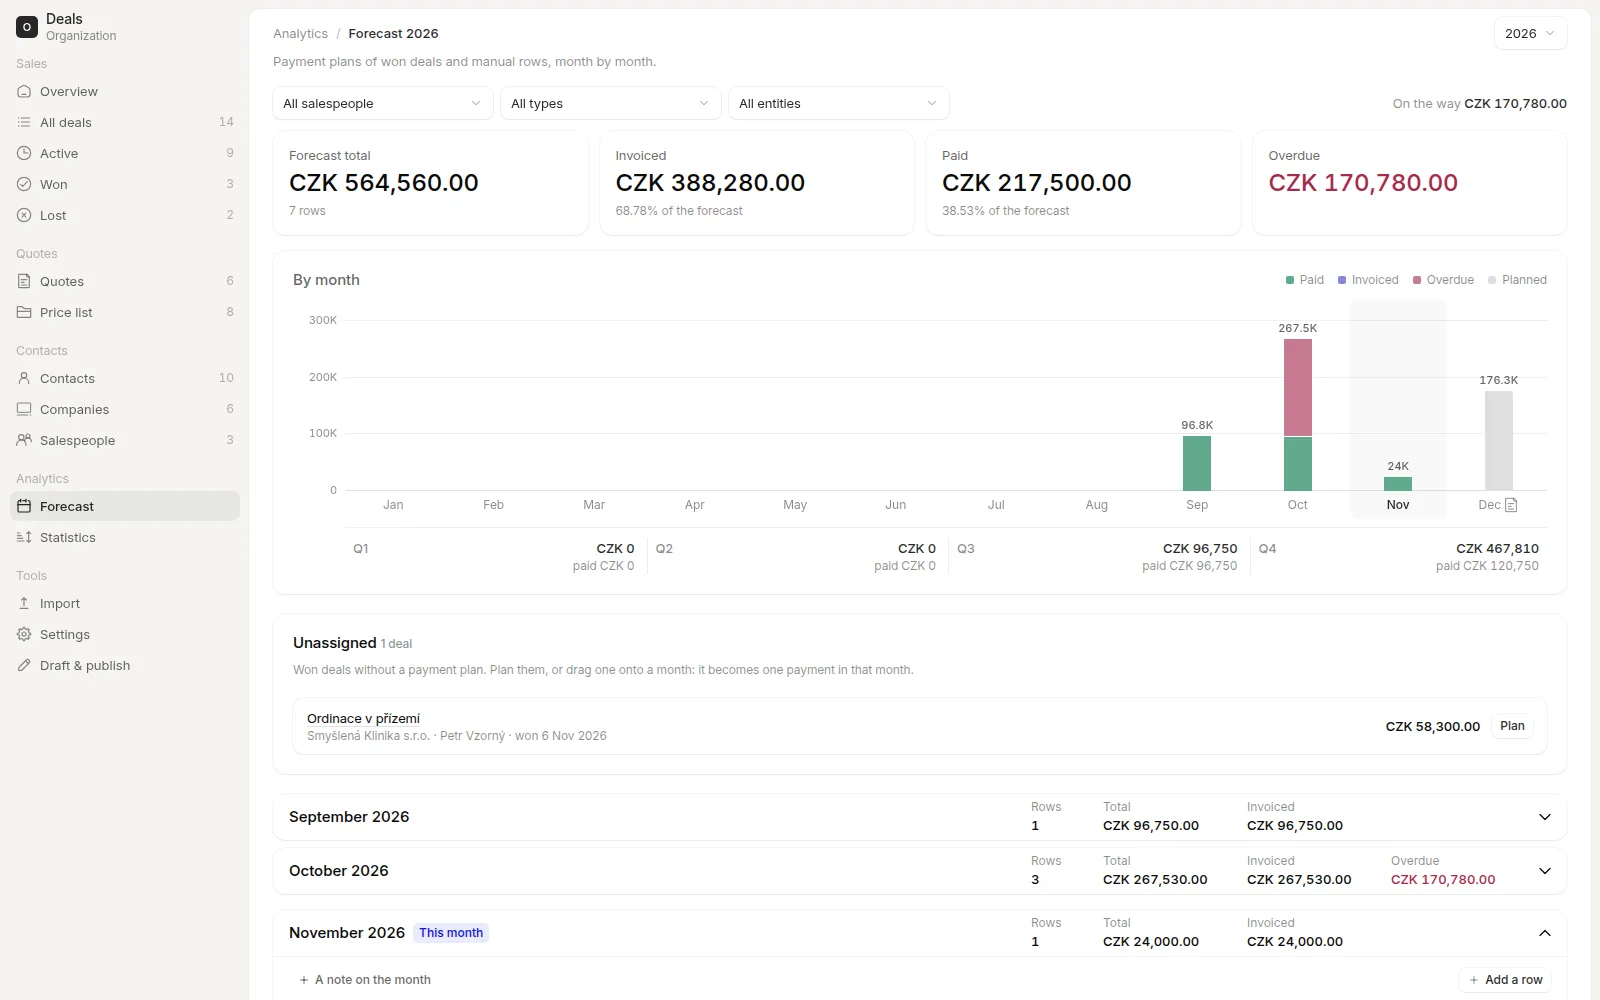 O
Deals
Organization
Sales
Overview
All deals 14
Active 9
Won 3
Lost 2
Quotes
Quotes 6
Price list 8
Contacts
Contacts 10
Companies 6
Salespeople 3
Analytics
Forecast
Statistics
Tools
Import
Settings
Draft & publish
Analytics / Forecast 2026
2026
Payment plans of won deals and manual rows, month by month.
All salespeople All types All entities On the way CZK 170,780.00
Forecast total
CZK 564,560.00
7 rows
Invoiced
CZK 388,280.00
68.78% of the forecast
Paid
CZK 217,500.00
38.53% of the forecast
Overdue
CZK 170,780.00
By month Paid Invoiced Overdue Planned
300K
200K
100K
0
96.8K
267.5K
24K
176.3K
Jan Feb Mar Apr May Jun Jul Aug Sep Oct Nov Dec
Q1 CZK 0
paid CZK 0
Q2 CZK 0
paid CZK 0
Q3 CZK 96,750
paid CZK 96,750
Q4 CZK 467,810
paid CZK 120,750
Unassigned 1 deal
Won deals without a payment plan. Plan them, or drag one onto a month: it becomes one payment in that month.
Ordinace v přízemí
Smyšlená Klinika s.r.o. · Petr Vzorný · won 6 Nov 2026
CZK 58,300.00 Plan
September 2026
Rows Total Invoiced
1 CZK 96,750.00 CZK 96,750.00
October 2026
Rows Total Invoiced Overdue
3 CZK 267,530.00 CZK 267,530.00 CZK 170,780.00
November 2026 This month
Rows Total Invoiced
1 CZK 24,000.00 CZK 24,000.00
+ A note on the month + Add a row